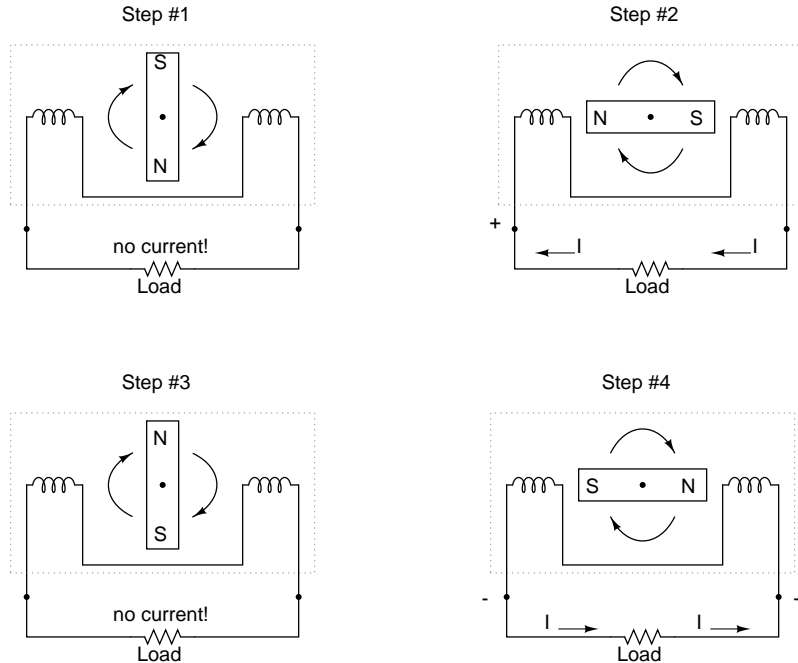 Step #1
S
N
no current!
Load
Step #2
N S
+
I I
Load
Step #3
N
S
no current!
Load
Step #4
S N
- -
I I
Load